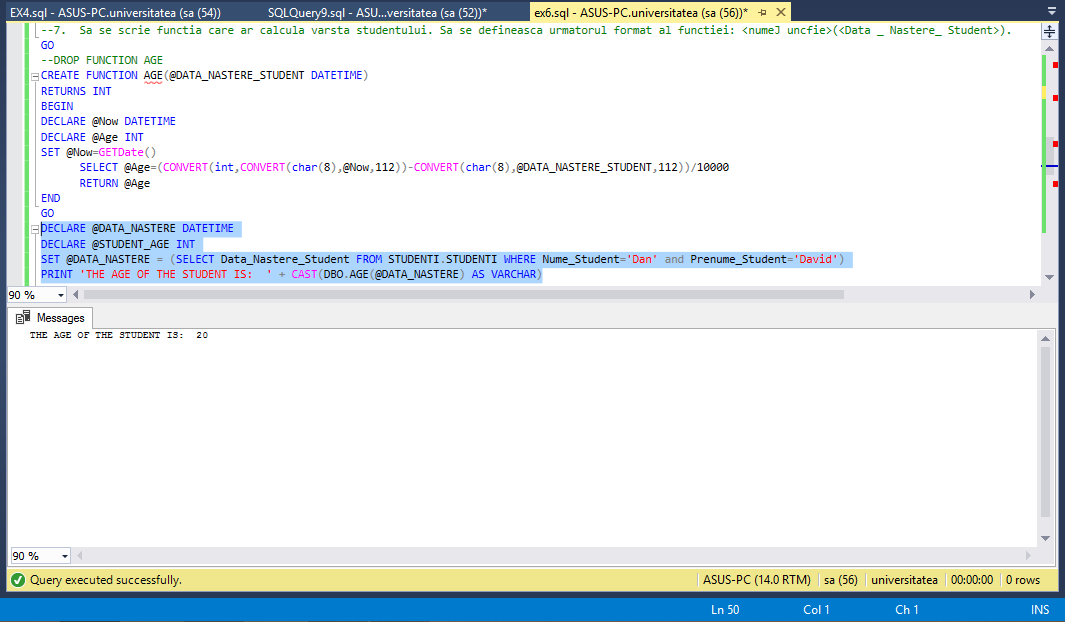 EX4.sql - ASUS-PC.universitatea (sa (54))
SQLQuery9.sql - ASU...versitatea (sa (52))*
ex6.sql - ASUS-PC.universitatea (sa (56))*
--7.  Sa se scrie functia care ar calcula varsta studentului. Sa se defineasca urmatorul format al functiei: <numeJ uncfie>(<Data _ Nastere_ Student>).
GO
--DROP FUNCTION AGE
CREATE FUNCTION AGE(@DATA_NASTERE_STUDENT DATETIME)
RETURNS INT
BEGIN
DECLARE @Now DATETIME
DECLARE @Age INT
SET @Now=GETDate()
SELECT @Age=(CONVERT(int,CONVERT(char(8),@Now,112))-CONVERT(char(8),@DATA_NASTERE_STUDENT,112))/10000
RETURN @Age
END
GO
DECLARE @DATA_NASTERE DATETIME
DECLARE @STUDENT_AGE INT
SET @DATA_NASTERE = (SELECT Data_Nastere_Student FROM STUDENTI.STUDENTI WHERE Nume_Student='Dan' and Prenume_Student='David')
PRINT 'THE AGE OF THE STUDENT IS:  ' + CAST(DBO.AGE(@DATA_NASTERE) AS VARCHAR)
90 %
Messages
THE AGE OF THE STUDENT IS:  20
90 %
Query executed successfully.
ASUS-PC (14.0 RTM)
sa (56)
universitatea
00:00:00
0 rows
Ln 50
Col 1
Ch 1
INS